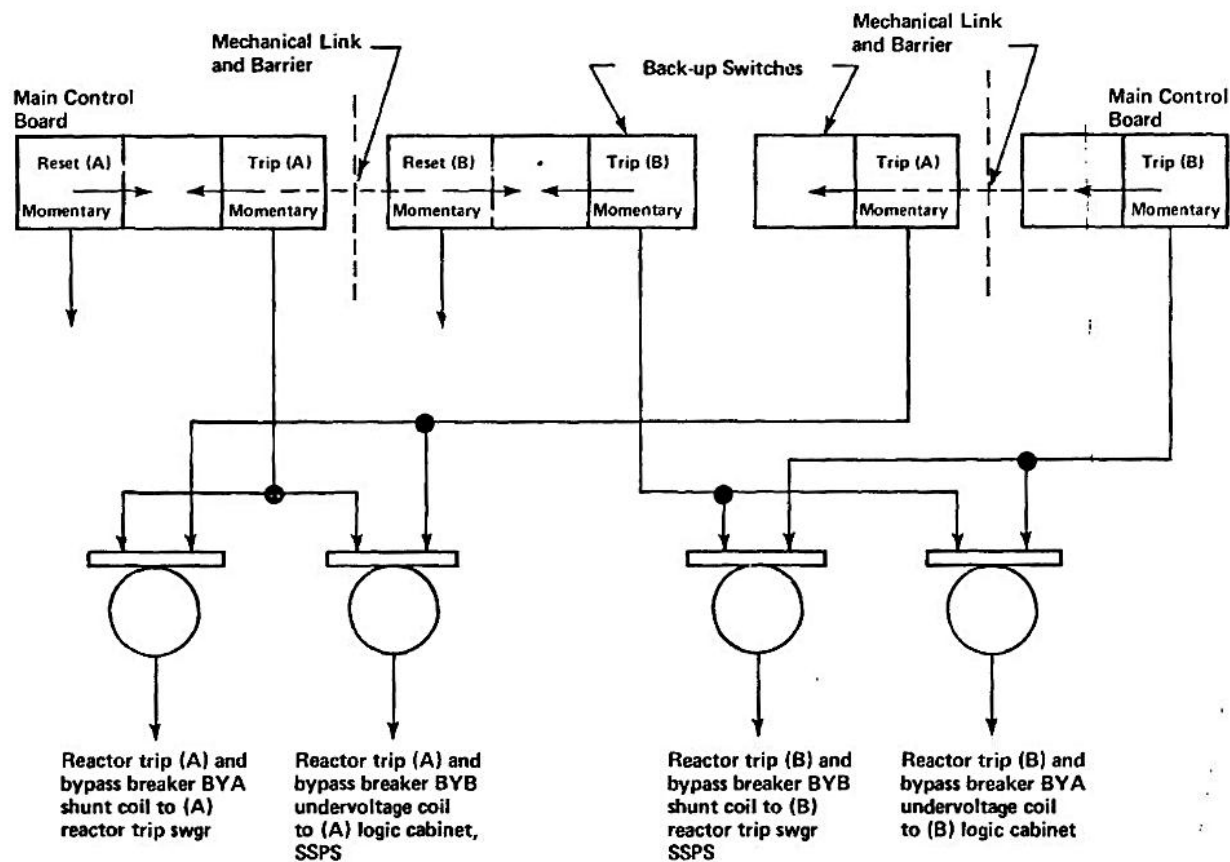 Mechanical Link
and Barrier
Back-up Switches
Mechanical Link
and Barrier
Main Control
Board
Main Control
Board
Reset (A)
Trip (A)
Reset (B)
Trip (B)
Trip (A)
Trip (B)
Momentary
Momentary
Momentary
Momentary
Momentary
Momentary
Reactor trip (A) and
bypass breaker BYA
shunt coil to (A)
reactor trip swgr
Reactor trip (A) and
bypass breaker BYB
undervoltage coil
to (A) logic cabinet,
SSPS
Reactor trip (B) and
bypass breaker BYB
shunt coil to (B)
reactor trip swgr
SSPS
Reactor trip (B) and
bypass breaker BYA
undervoltage coil
to (B) logic cabinet